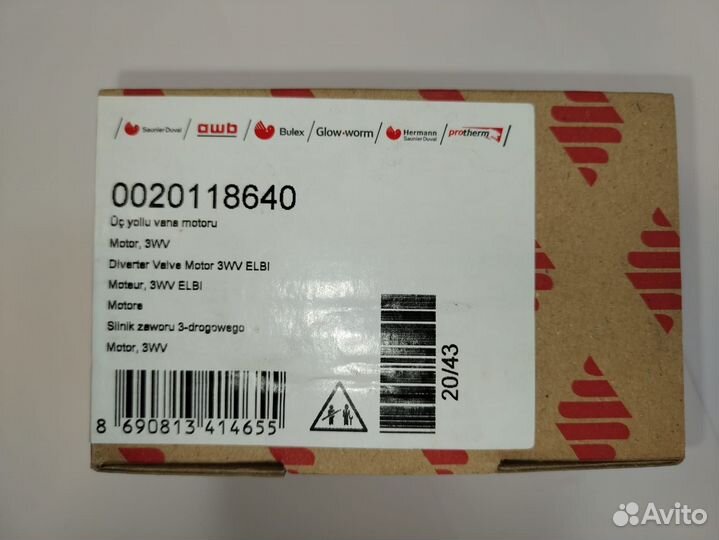 Saunier Duval awb Bulex Glow-worm Hermann Saunier Duval protherm
0020118640
Üç yollu vana motoru
Motor, 3WV
Diverter Valve Motor 3WV ELBI
Moteur, 3WV ELBI
Motore
Silnik zaworu 3-drogowego
Motor, 3WV
8 690813 414655
20/43
Avito